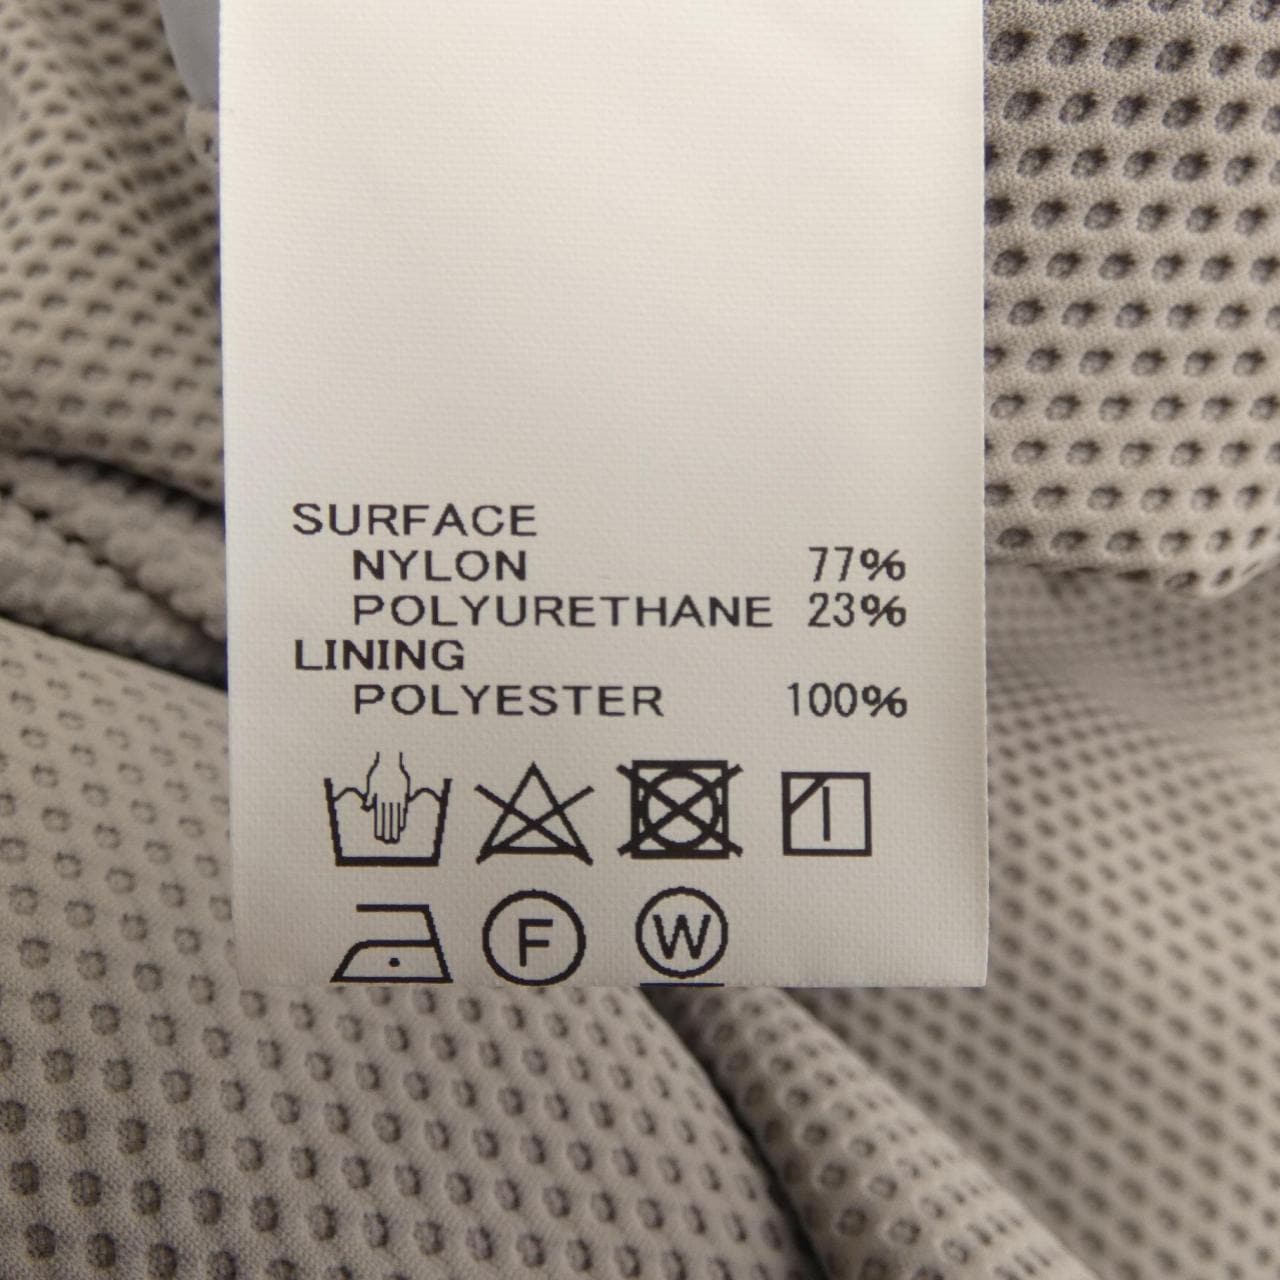 SURFACE
NYLON 77%
POLYURETHANE 23%
LINING
POLYESTER 100%
F W